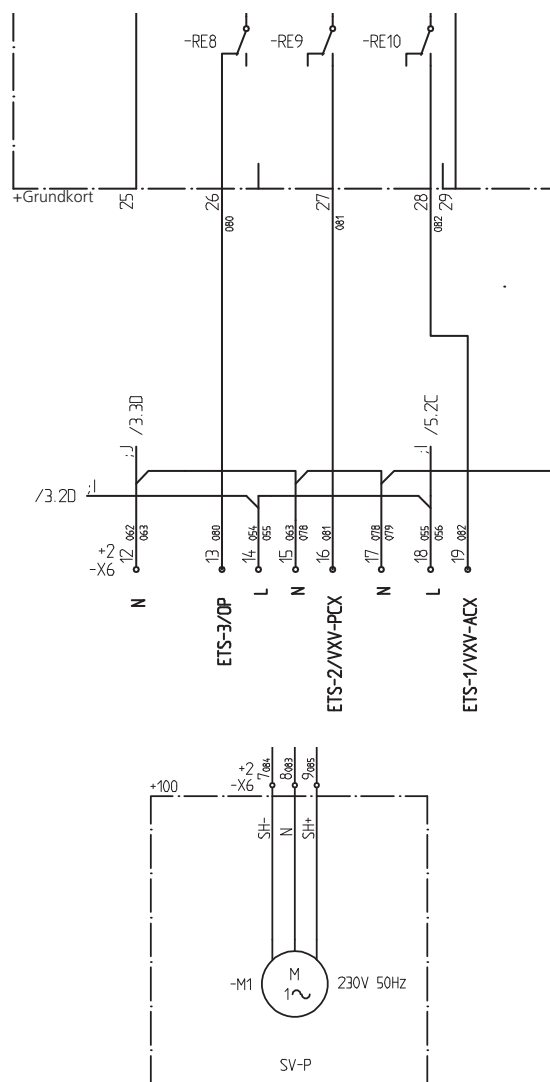 -RE8
-RE9
-RE10
+Grundkort
25
26
27
28
29
080
081
082
/3.3D
/5.2C
/3.2D
062
063
080
054
055
063
078
081
078
079
055
056
082
+2
-X6
12
13
14
15
16
17
18
19
N
ETS-3/DP
L
N
ETS-2/VXV-PCX
N
L
ETS-1/VXV-ACX
+2
-X6
7
084
8
083
9
085
+100
SH-
N
SH+
-M1
M
1~
230V 50Hz
SV-P